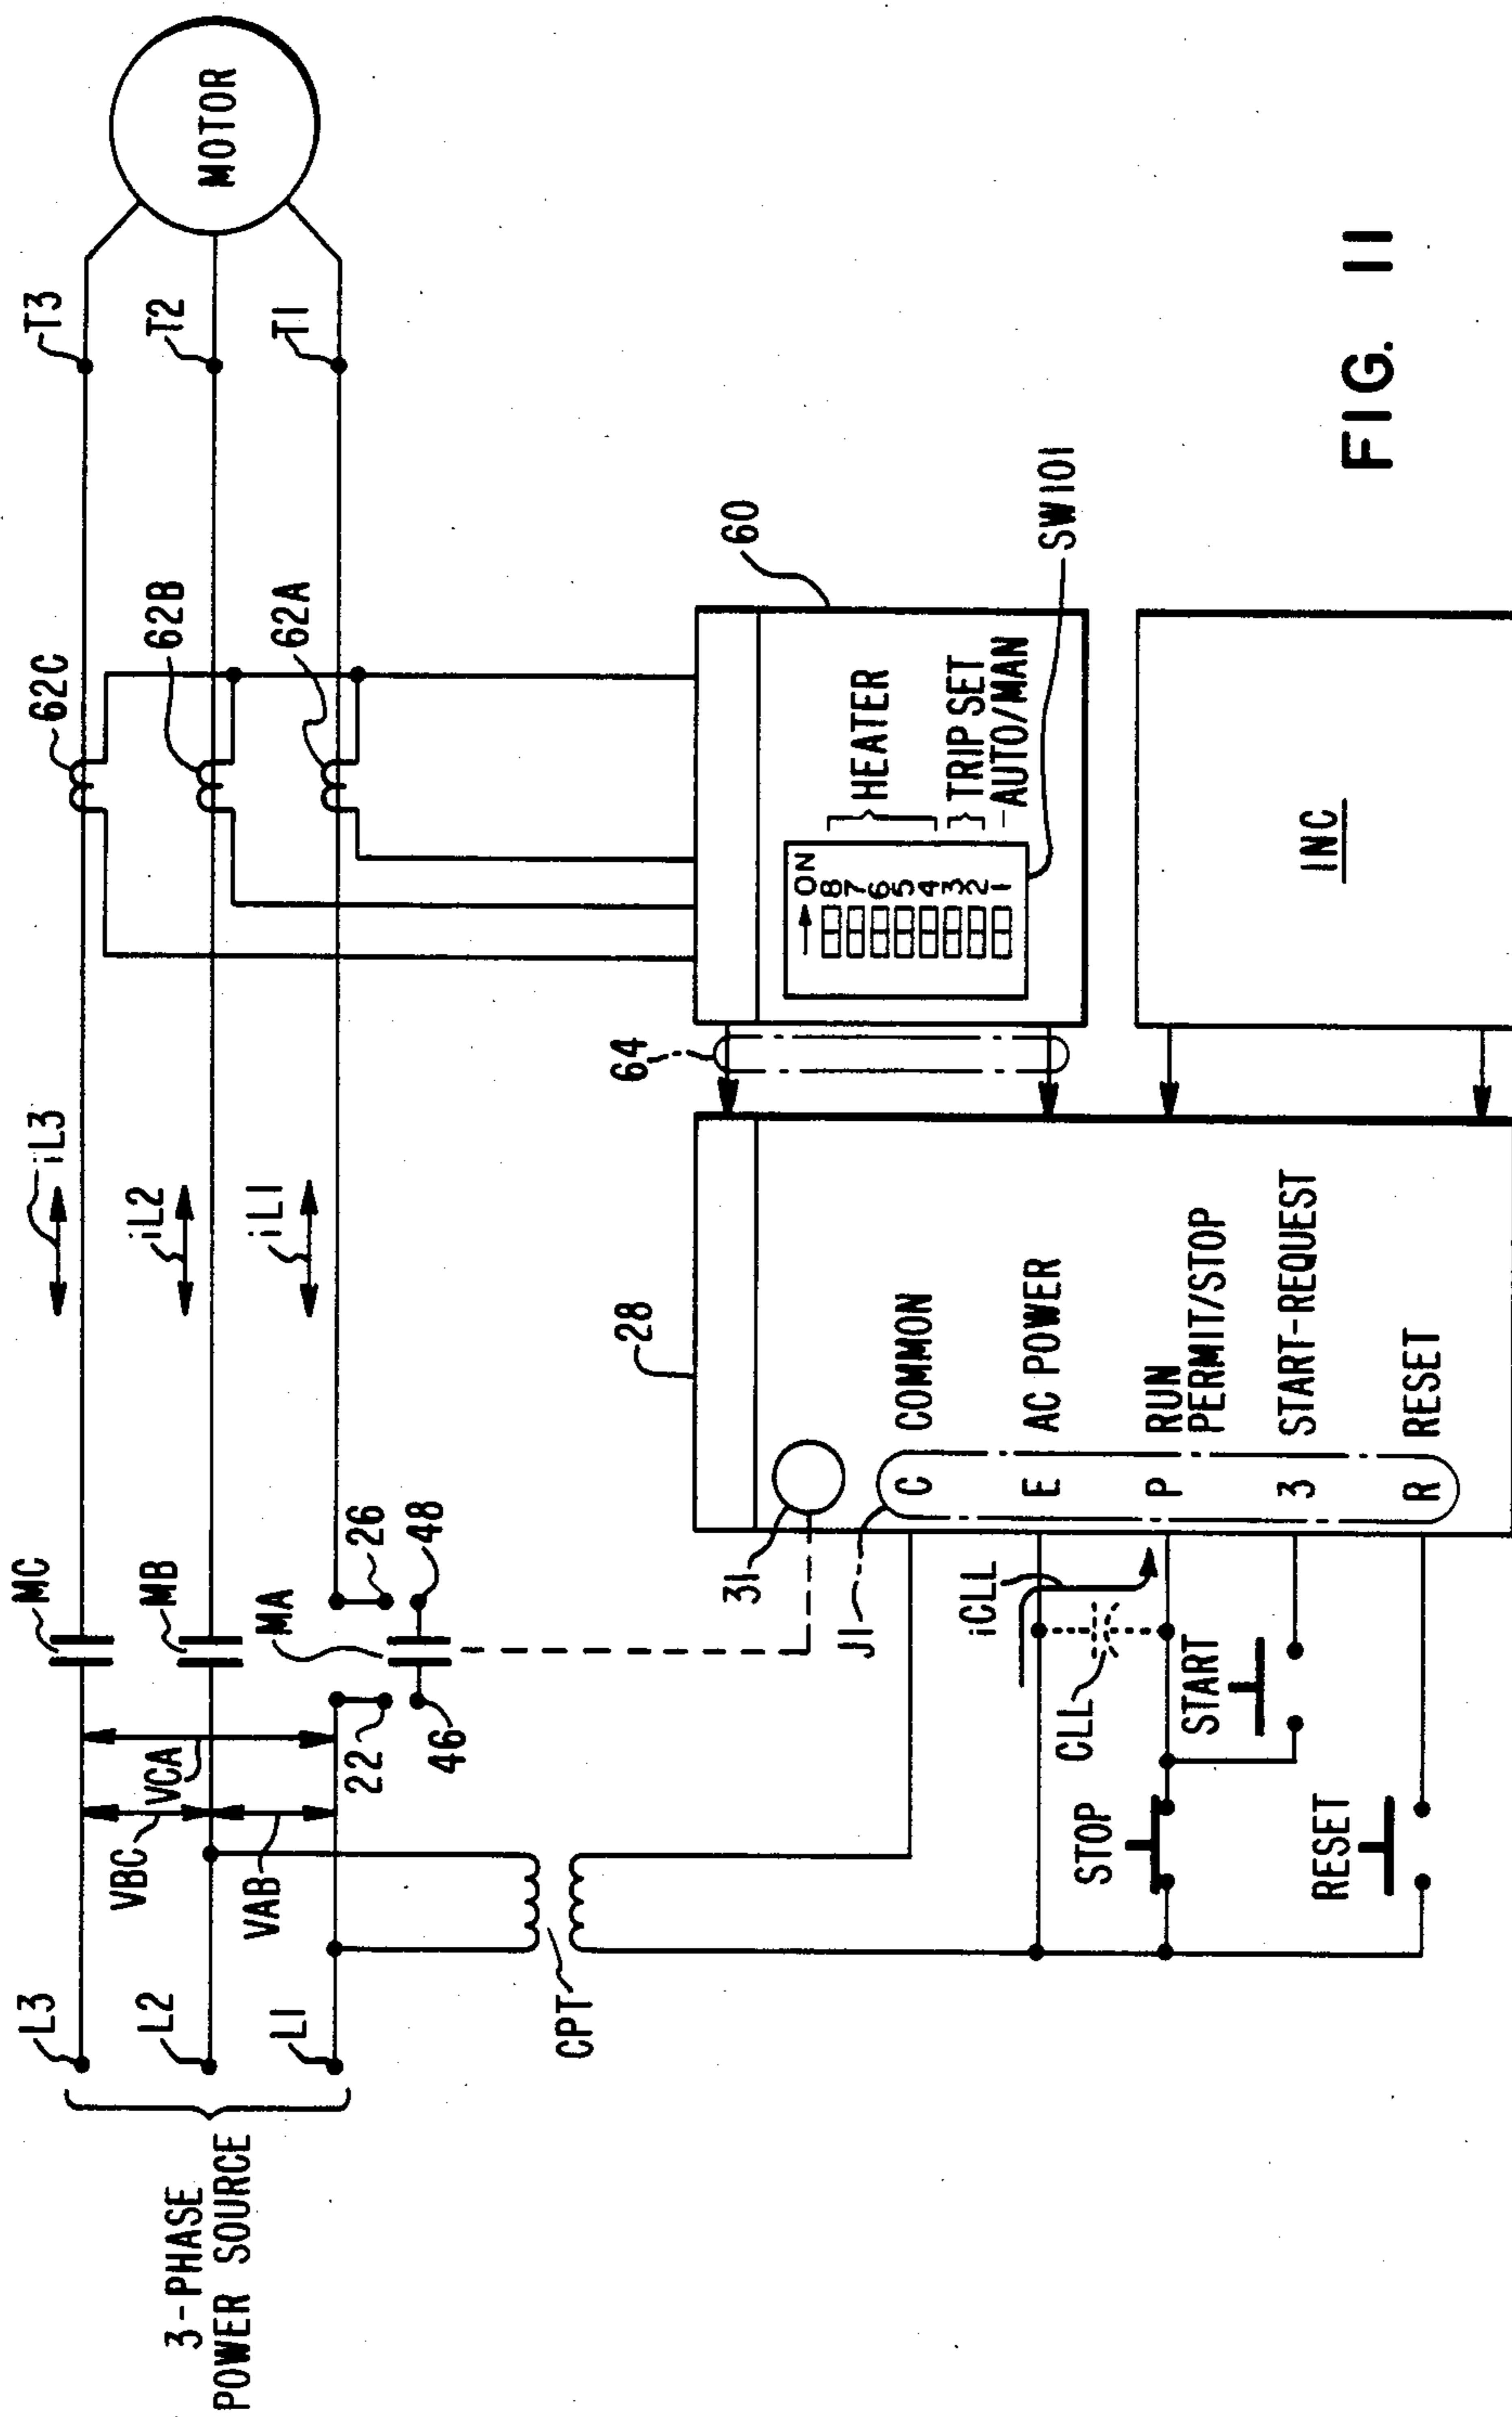 3-PHASE
POWER SOURCE
L3
L2
L1
VBC
VCA
VAB
MC
MB
MA
22
26
46
48
iL3
iL2
iL1
62C
62B
62A
T3
T2
T1
MOTOR
CPT
28
31
J1
C COMMON
E AC POWER
P RUN
PERMIT/STOP
3 START-REQUEST
R RESET
iCLL
CLL
STOP
START
RESET
64
60
→ ON
8
7
6
5
4
3
2
1
HEATER
TRIP SET
AUTO/MAN
SW101
INC
FIG. 11